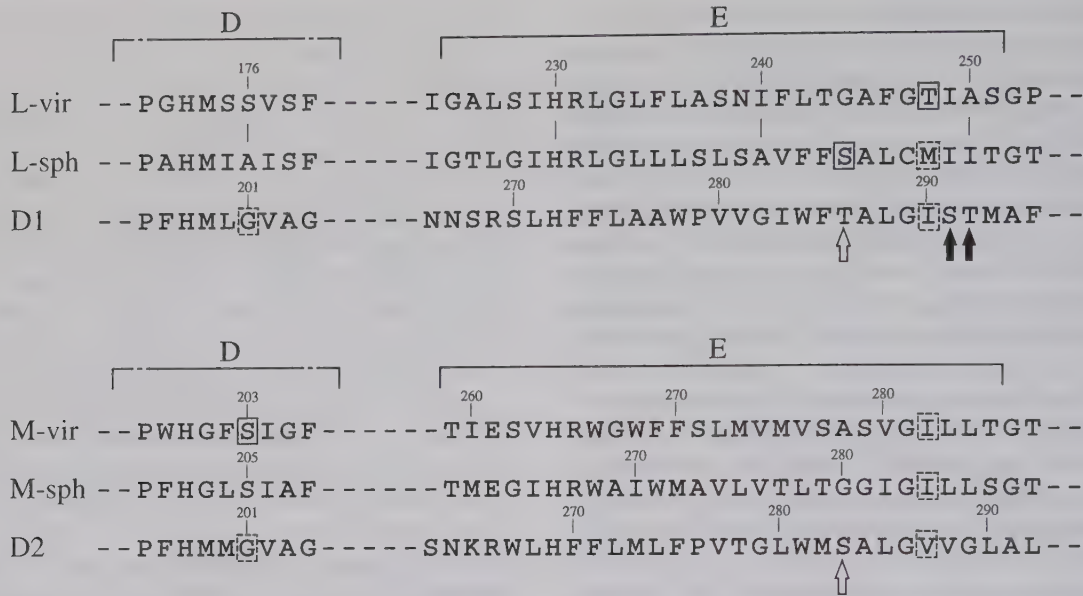 D E
176 230 240 250
L-vir --PGHMSSVSF-----IGALSIHRLGLFLASNIFLTGAFGTIASGP--
L-sph --PAHMIAISF-----IGTLGIHRLGLLLSLSAVFFSALCMIITGT--
201 270 280 290
D1 --PFHMLGVAG-----NNSRSLHFFLAAWPVVGIWFTALGISTMAF--
D E
203 260 270 280
M-vir --PWHGFSIGF------TIESVHRWGWFFSLMVMVSASVGILLTGT--
205 270 280
M-sph --PFHGLSIAF------TMEGIHRWAIWMAVLVTLTGGIGILLSGT--
201 270 280 290
D2 --PFHMMGVAG-----SNKRWLHFFLMLFPVTGLWMSALGVVGLAL--